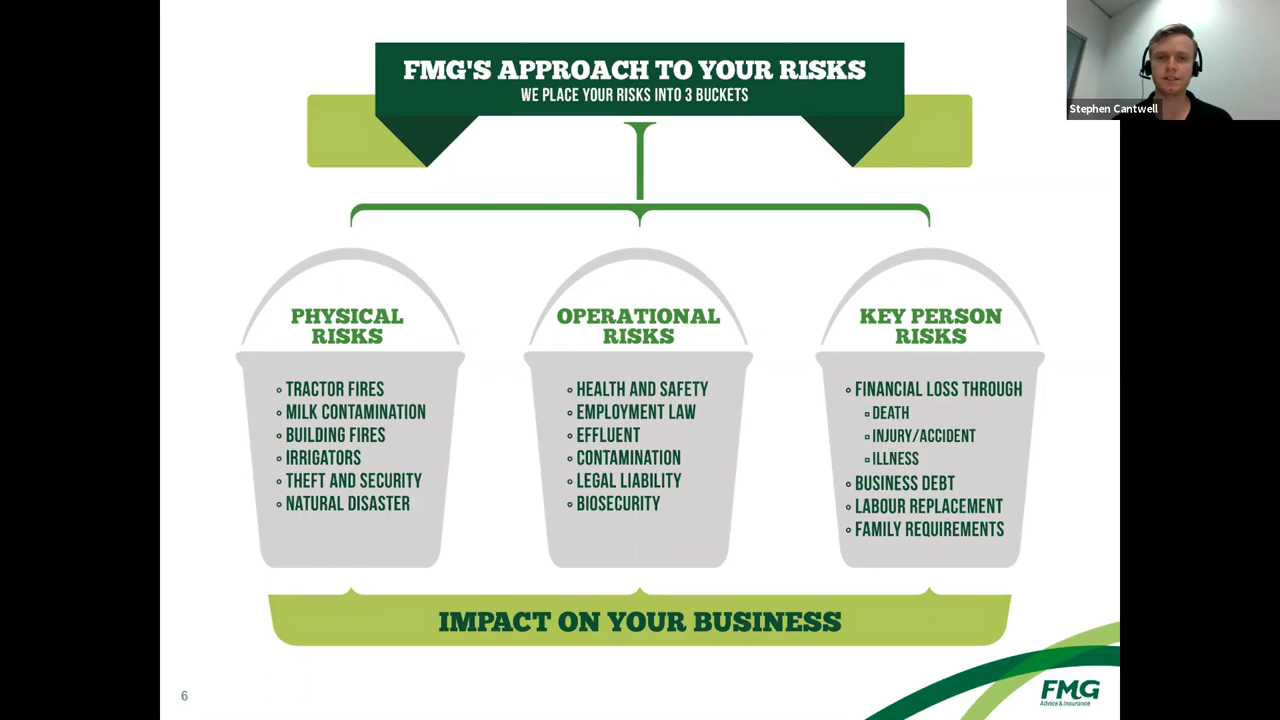 FMG'S APPROACH TO YOUR RISKS
WE PLACE YOUR RISKS INTO 3 BUCKETS
Stephen Cantwell
PHYSICAL
RISKS
TRACTOR FIRES
MILK CONTAMINATION
BUILDING FIRES
IRRIGATORS
THEFT AND SECURITY
NATURAL DISASTER
OPERATIONAL
RISKS
HEALTH AND SAFETY
EMPLOYMENT LAW
EFFLUENT
CONTAMINATION
LEGAL LIABILITY
BIOSECURITY
KEY PERSON
RISKS
FINANCIAL LOSS THROUGH
DEATH
INJURY/ACCIDENT
ILLNESS
BUSINESS DEBT
LABOUR REPLACEMENT
FAMILY REQUIREMENTS
IMPACT ON YOUR BUSINESS
6
FMG
Advice & Insurance